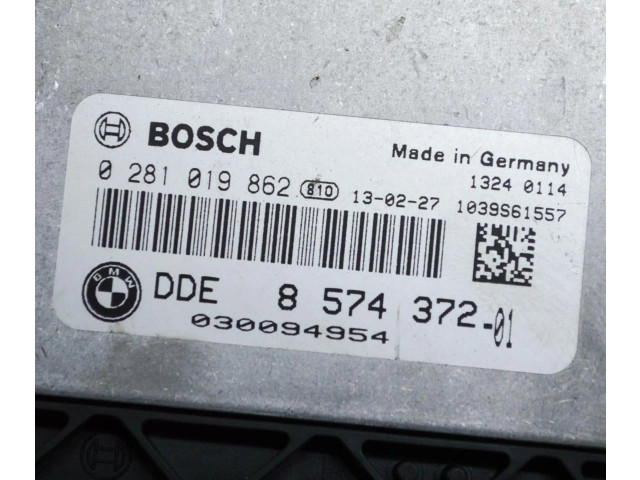 BOSCH
Made in Germany
0 281 019 862 810 13-02-27
1324 0114
1039S61557
BMW
DDE 8 574 372-01
030094954